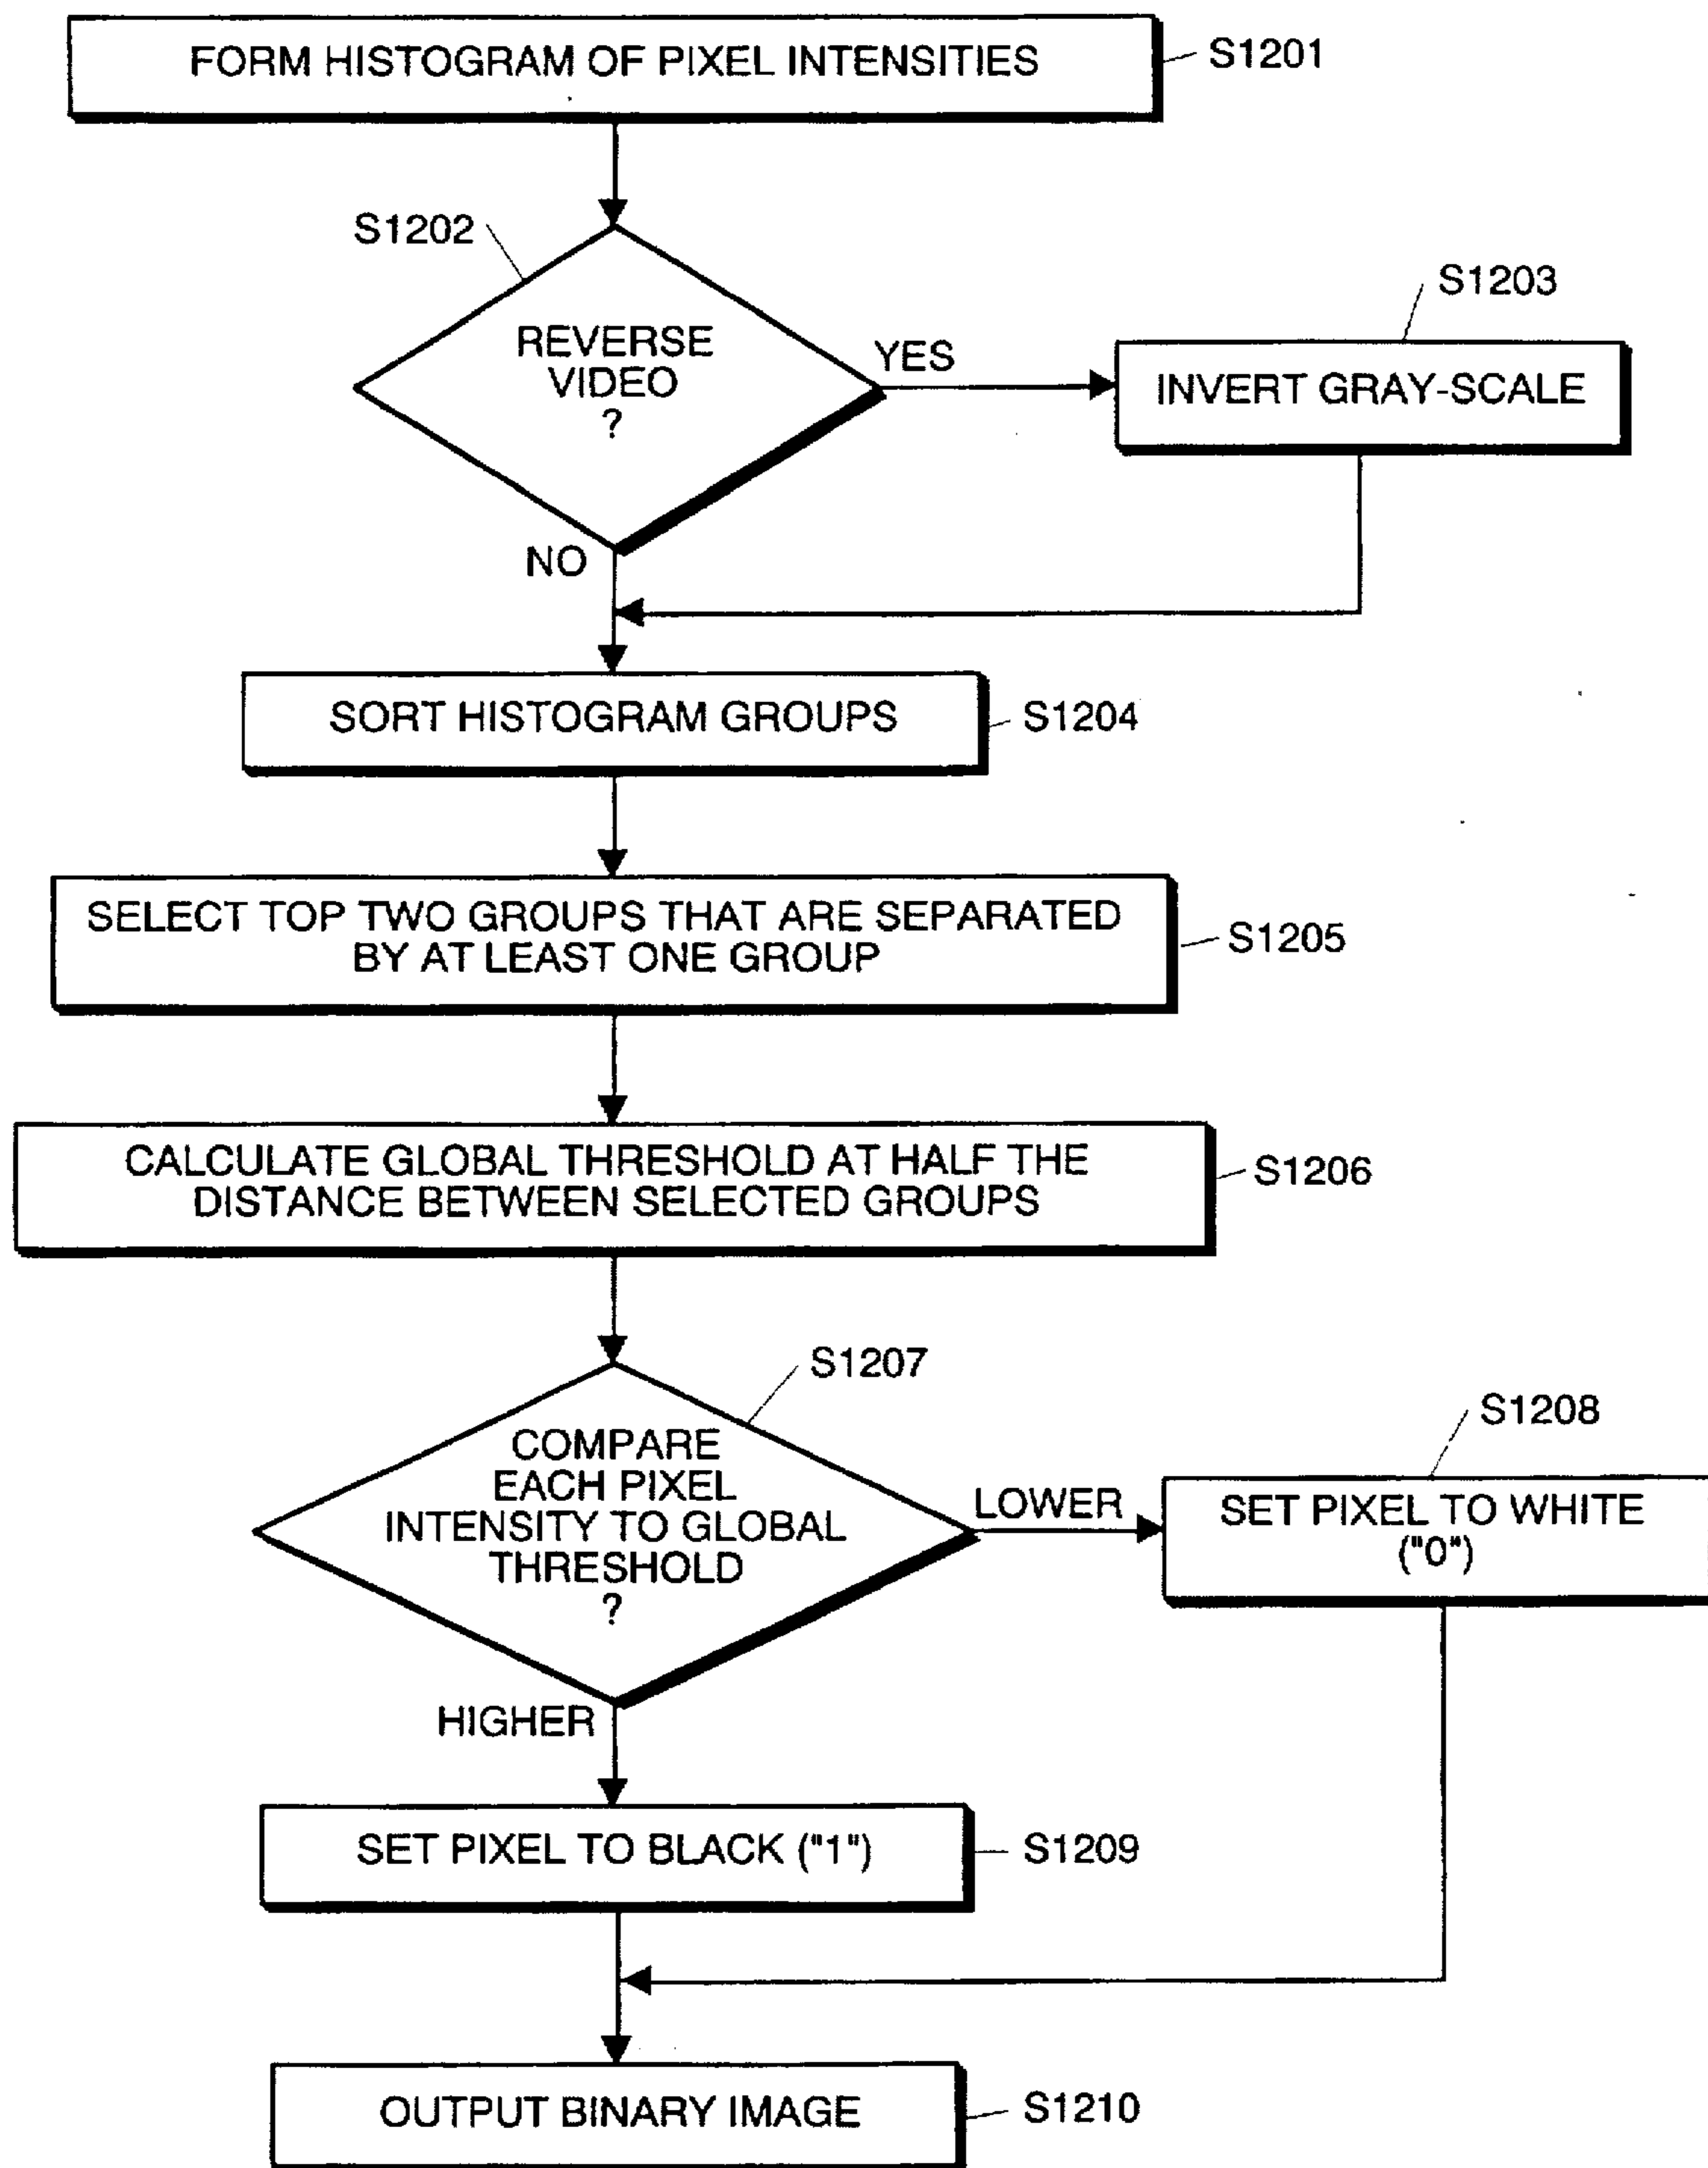 FORM HISTOGRAM OF PIXEL INTENSITIES
S1201
S1202
REVERSE
VIDEO
?
YES
S1203
INVERT GRAY-SCALE
NO
SORT HISTOGRAM GROUPS
S1204
SELECT TOP TWO GROUPS THAT ARE SEPARATED
BY AT LEAST ONE GROUP
S1205
CALCULATE GLOBAL THRESHOLD AT HALF THE
DISTANCE BETWEEN SELECTED GROUPS
S1206
S1207
COMPARE
EACH PIXEL
INTENSITY TO GLOBAL
THRESHOLD
?
LOWER
S1208
SET PIXEL TO WHITE
("0")
HIGHER
SET PIXEL TO BLACK ("1")
S1209
OUTPUT BINARY IMAGE
S1210